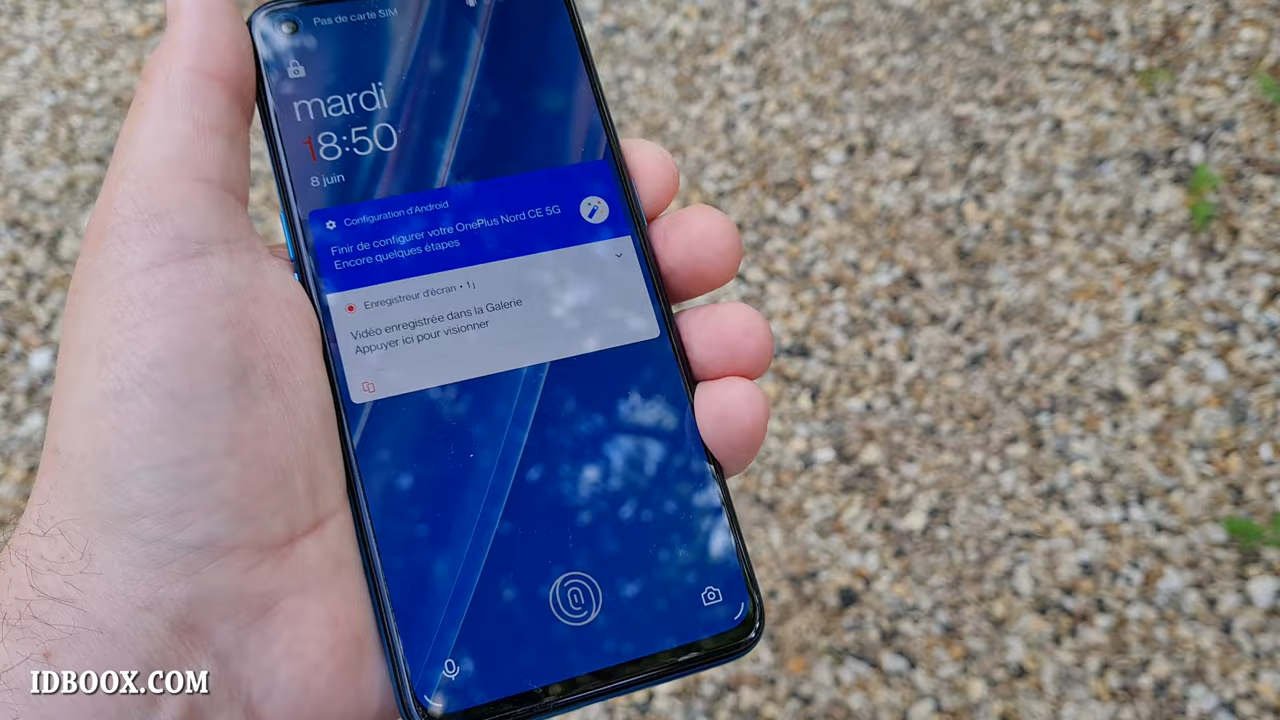 Pas de carte SIM
mardi
18:50
8 juin
Configuration d'Android
Finir de configurer votre OnePlus Nord CE 5G
Encore quelques étapes
Enregistreur d'écran • 1 j
Vidéo enregistrée dans la Galerie
Appuyer ici pour visionner
IDBOOX.COM